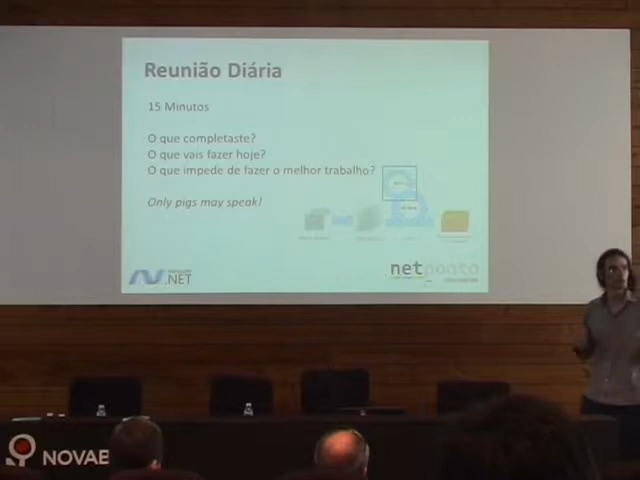 Reunião Diária
15 Minutos
O que completaste?
O que vais fazer hoje?
O que impede de fazer o melhor trabalho?
Only pigs may speak!
.NET
netponto
NOVABASE